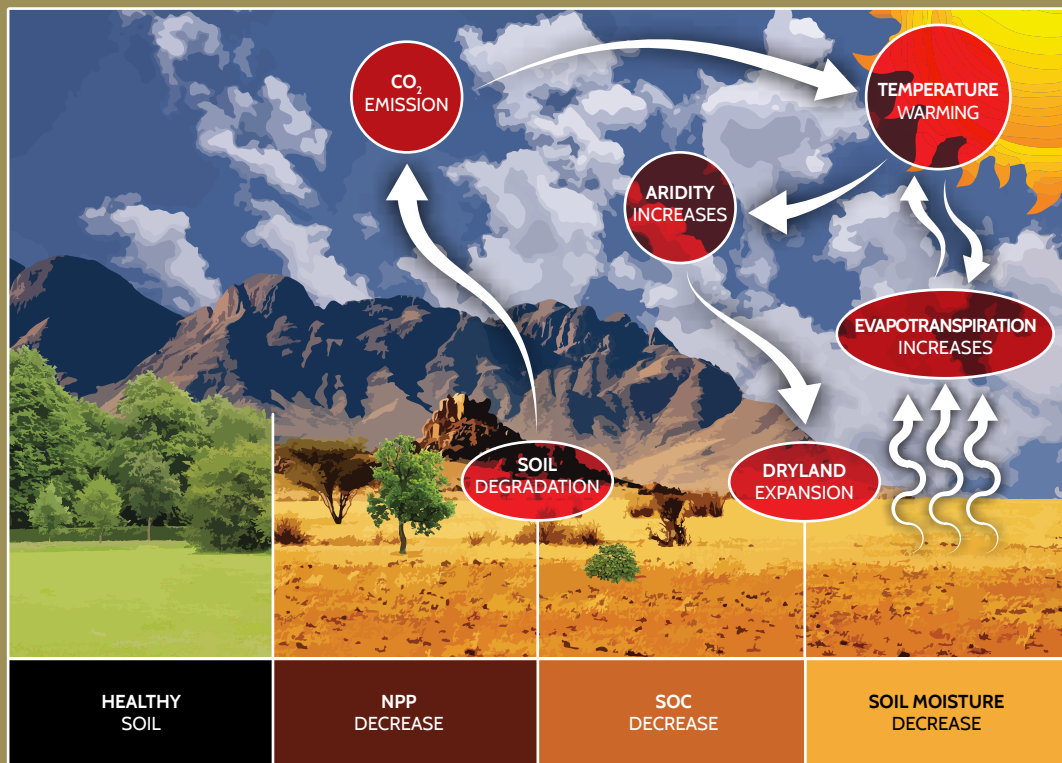 CO₂
EMISSION
TEMPERATURE
WARMING
ARIDITY
INCREASES
EVAPOTRANSPIRATION
INCREASES
SOIL
DEGRADATION
DRYLAND
EXPANSION
HEALTHY
SOIL
NPP
DECREASE
SOC
DECREASE
SOIL MOISTURE
DECREASE